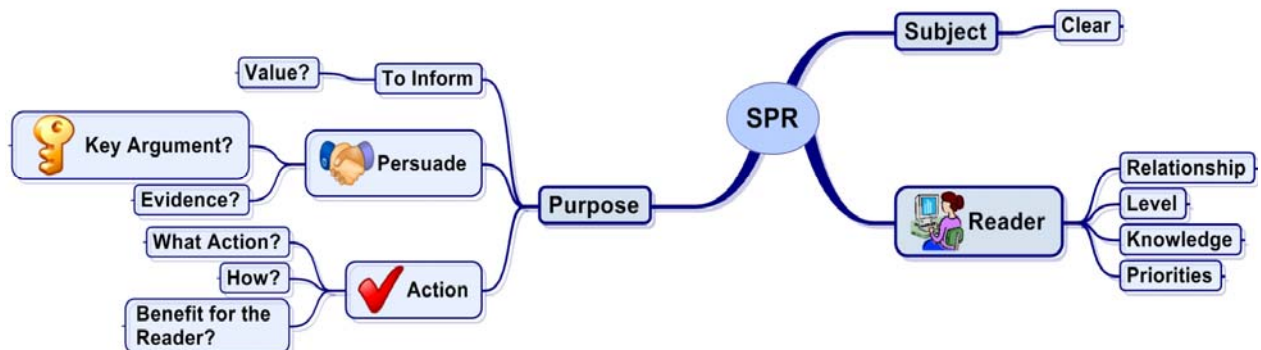 SPR
Subject
Clear
Reader
Relationship
Level
Knowledge
Priorities
Purpose
To Inform
Value?
Persuade
Key Argument?
Evidence?
Action
What Action?
How?
Benefit for the
Reader?